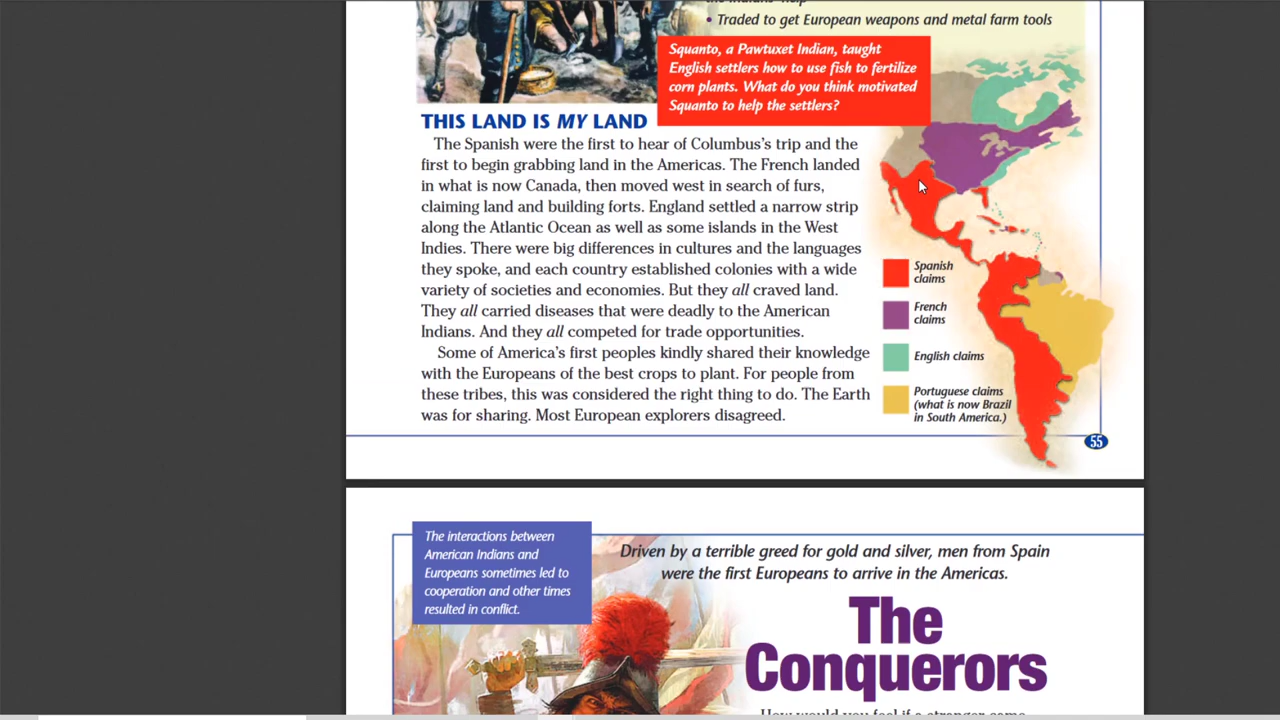 • Traded to get European weapons and metal farm tools
Squanto, a Pawtuxet Indian, taught
English settlers how to use fish to fertilize
corn plants. What do you think motivated
Squanto to help the settlers?
THIS LAND IS MY LAND
The Spanish were the first to hear of Columbus's trip and the
first to begin grabbing land in the Americas. The French landed
in what is now Canada, then moved west in search of furs,
claiming land and building forts. England settled a narrow strip
along the Atlantic Ocean as well as some islands in the West
Indies. There were big differences in cultures and the languages
they spoke, and each country established colonies with a wide
variety of societies and economies. But they all craved land.
They all carried diseases that were deadly to the American
Indians. And they all competed for trade opportunities.
Some of America's first peoples kindly shared their knowledge
with the Europeans of the best crops to plant. For people from
these tribes, this was considered the right thing to do. The Earth
was for sharing. Most European explorers disagreed.
Spanish
claims
French
claims
English claims
Portuguese claims
(what is now Brazil
in South America.)
55
The interactions between
American Indians and
Europeans sometimes led to
cooperation and other times
resulted in conflict.
Driven by a terrible greed for gold and silver, men from Spain
were the first Europeans to arrive in the Americas.
The
Conquerors
How would you feel if a stranger came